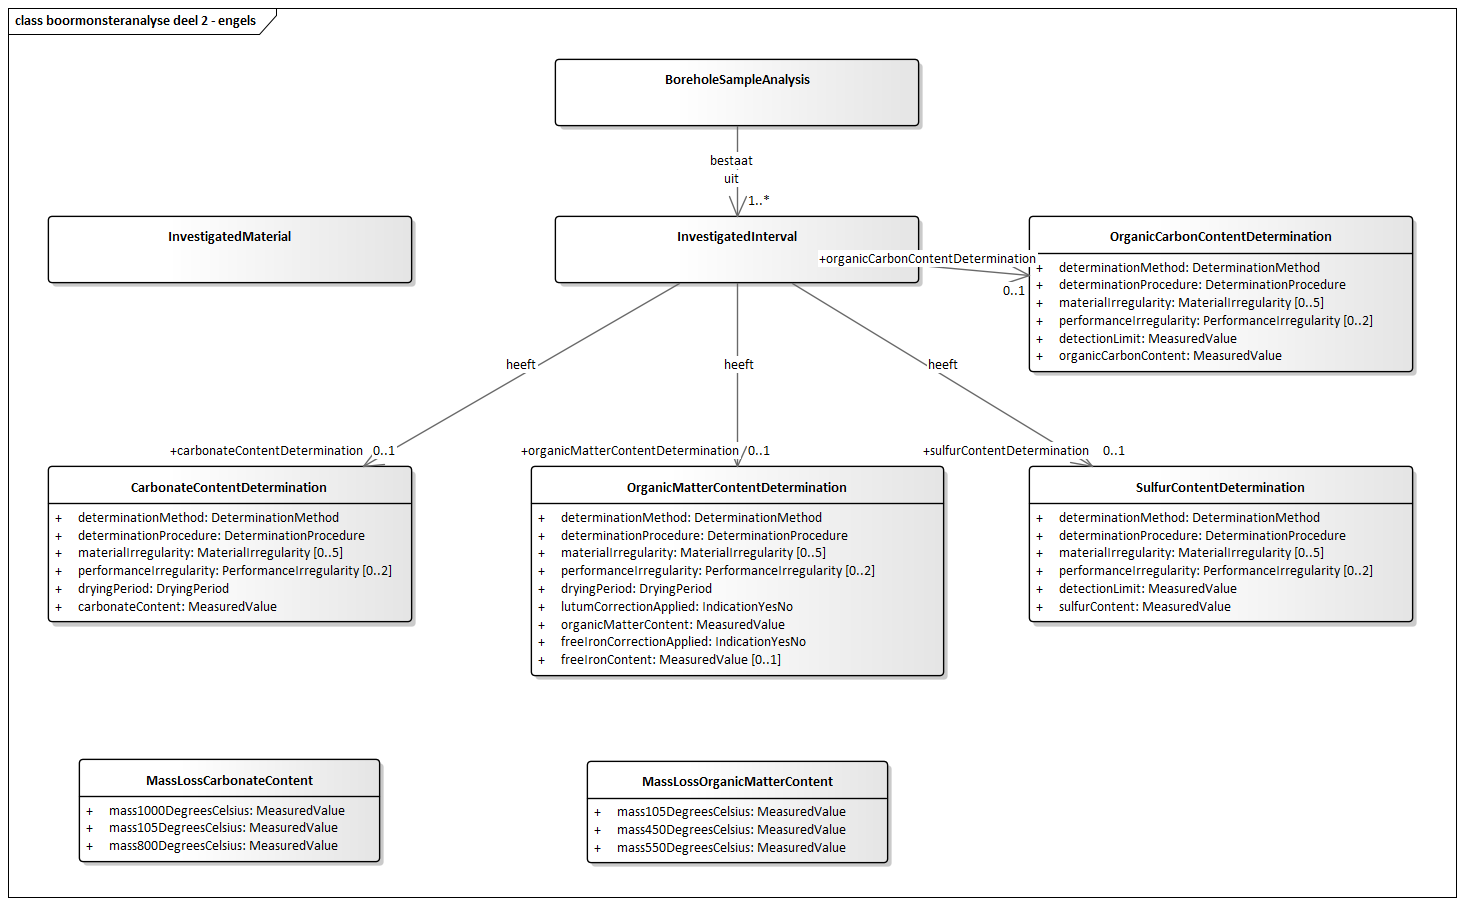 class boormonsteranalyse deel 2 - engels
BoreholeSampleAnalysis
bestaat
uit
1..*
InvestigatedMaterial
InvestigatedInterval
+organicCarbonContentDetermination
0..1
OrganicCarbonContentDetermination
+ determinationMethod: DeterminationMethod
+ determinationProcedure: DeterminationProcedure
+ materialIrregularity: MaterialIrregularity [0..5]
+ performanceIrregularity: PerformanceIrregularity [0..2]
+ detectionLimit: MeasuredValue
+ organicCarbonContent: MeasuredValue
heeft
heeft
heeft
+carbonateContentDetermination 0..1
+organicMatterContentDetermination 0..1
+sulfurContentDetermination 0..1
CarbonateContentDetermination
+ determinationMethod: DeterminationMethod
+ determinationProcedure: DeterminationProcedure
+ materialIrregularity: MaterialIrregularity [0..5]
+ performanceIrregularity: PerformanceIrregularity [0..2]
+ dryingPeriod: DryingPeriod
+ carbonateContent: MeasuredValue
OrganicMatterContentDetermination
+ determinationMethod: DeterminationMethod
+ determinationProcedure: DeterminationProcedure
+ materialIrregularity: MaterialIrregularity [0..5]
+ performanceIrregularity: PerformanceIrregularity [0..2]
+ dryingPeriod: DryingPeriod
+ lutumCorrectionApplied: IndicationYesNo
+ organicMatterContent: MeasuredValue
+ freeIronCorrectionApplied: IndicationYesNo
+ freeIronContent: MeasuredValue [0..1]
SulfurContentDetermination
+ determinationMethod: DeterminationMethod
+ determinationProcedure: DeterminationProcedure
+ materialIrregularity: MaterialIrregularity [0..5]
+ performanceIrregularity: PerformanceIrregularity [0..2]
+ detectionLimit: MeasuredValue
+ sulfurContent: MeasuredValue
MassLossCarbonateContent
+ mass1000DegreesCelsius: MeasuredValue
+ mass105DegreesCelsius: MeasuredValue
+ mass800DegreesCelsius: MeasuredValue
MassLossOrganicMatterContent
+ mass105DegreesCelsius: MeasuredValue
+ mass450DegreesCelsius: MeasuredValue
+ mass550DegreesCelsius: MeasuredValue